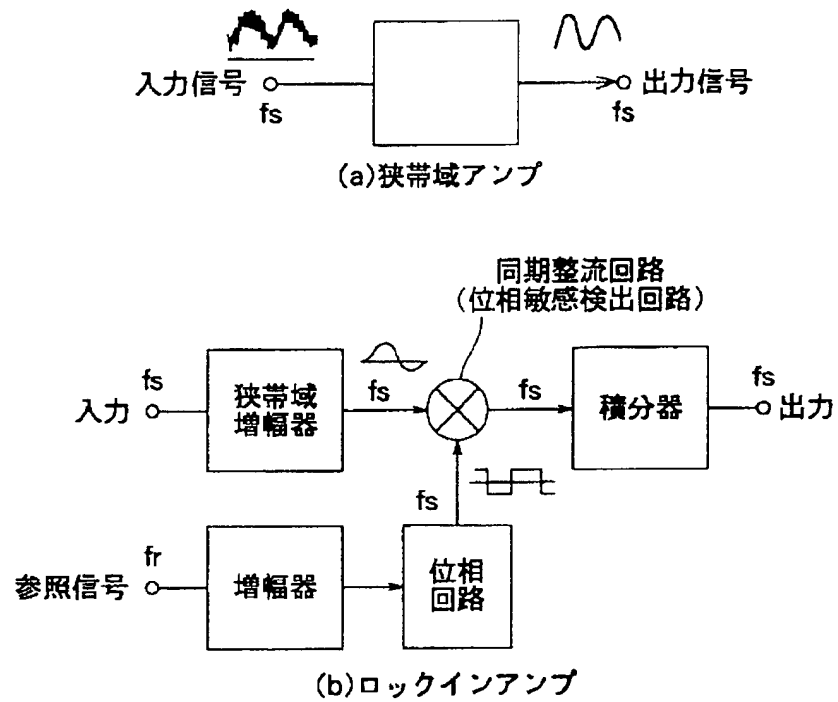 入力信号
fs
出力信号
fs
(a)狭帯域アンプ
同期整流回路
(位相敏感検出回路)
入力
fs
狭帯域
増幅器
fs
fs
積分器
fs
出力
fs
参照信号
fr
増幅器
位相
回路
(b)ロックインアンプ